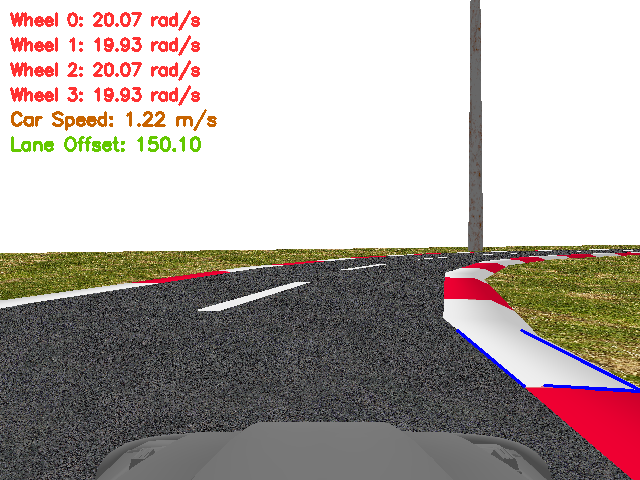 Wheel 0: 20.07 rad/s
Wheel 1: 19.93 rad/s
Wheel 2: 20.07 rad/s
Wheel 3: 19.93 rad/s
Car Speed: 1.22 m/s
Lane Offset: 150.10